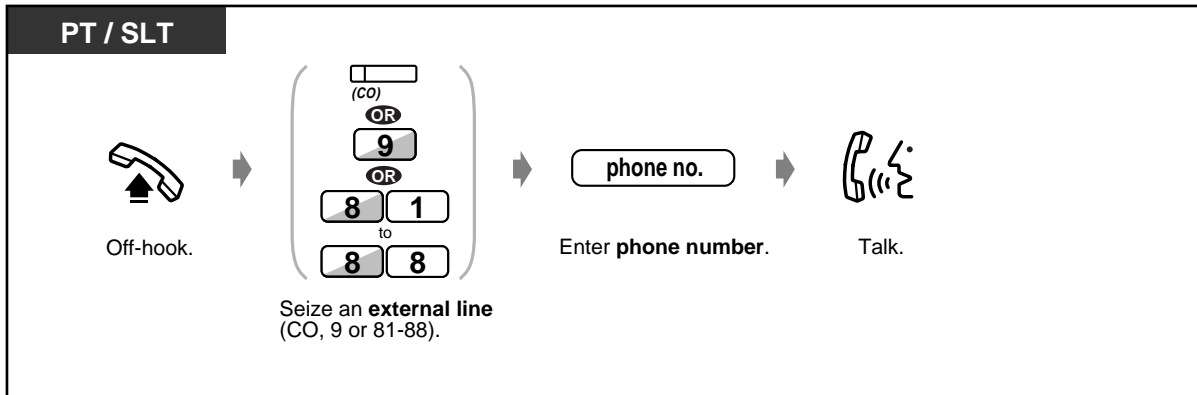 PT / SLT
(CO)
OR
9
OR
8 1
to
8 8
phone no.
Off-hook.
Seize an external line
(CO, 9 or 81-88).
Enter phone number.
Talk.